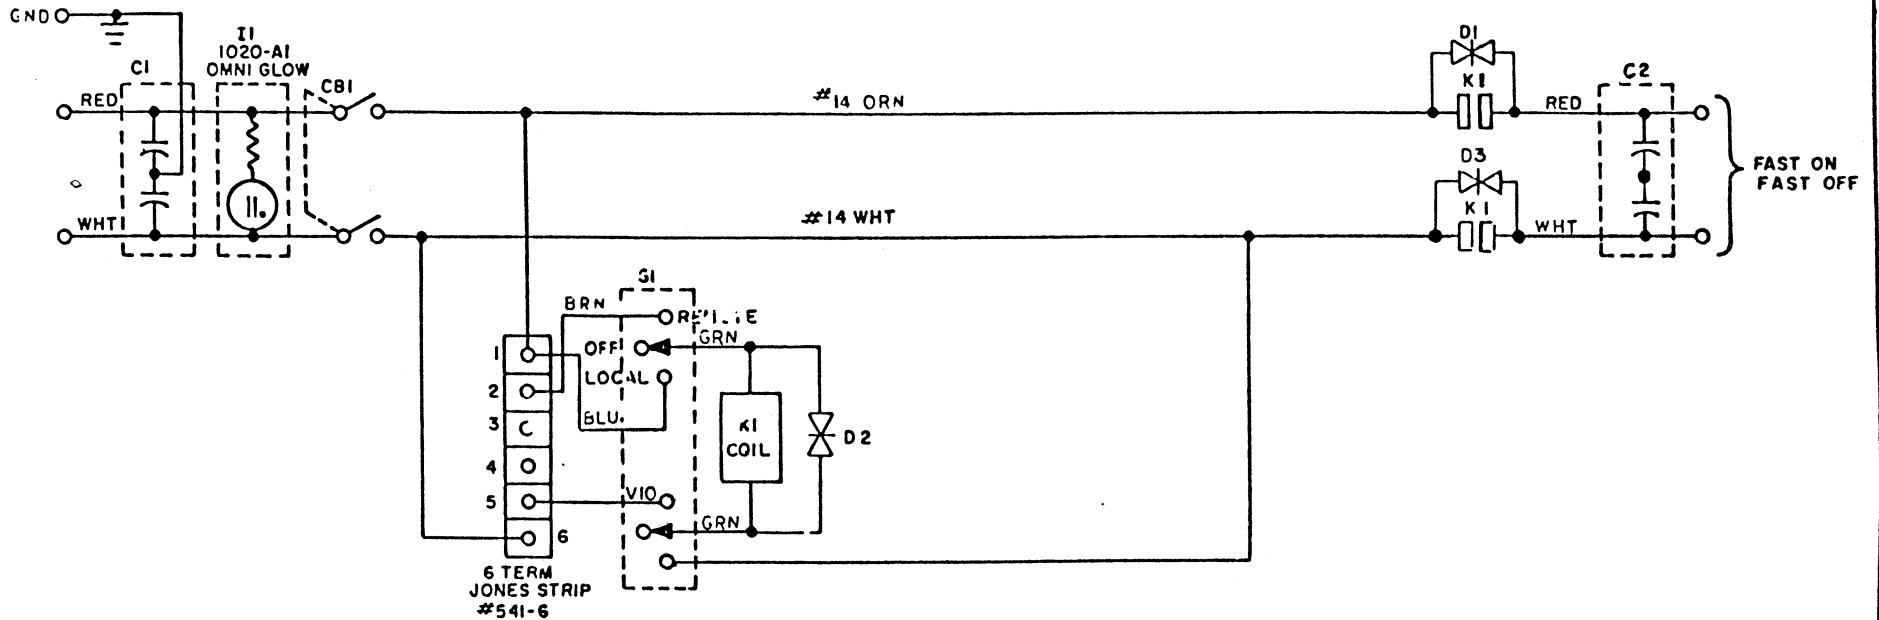 GND
I1
1020-A1
OMNI GLOW
C1
CB1
RED
WHT
#14 ORN
#14 WHT
D1
K1
RED
C2
D3
K1
WHT
FAST ON
FAST OFF
S1
BRN
OFF
GRN
LOCAL
BLU.
1
2
3
C
4
5
6
VIO
GRN
K1
COIL
D2
6 TERM
JONES STRIP
#541-6